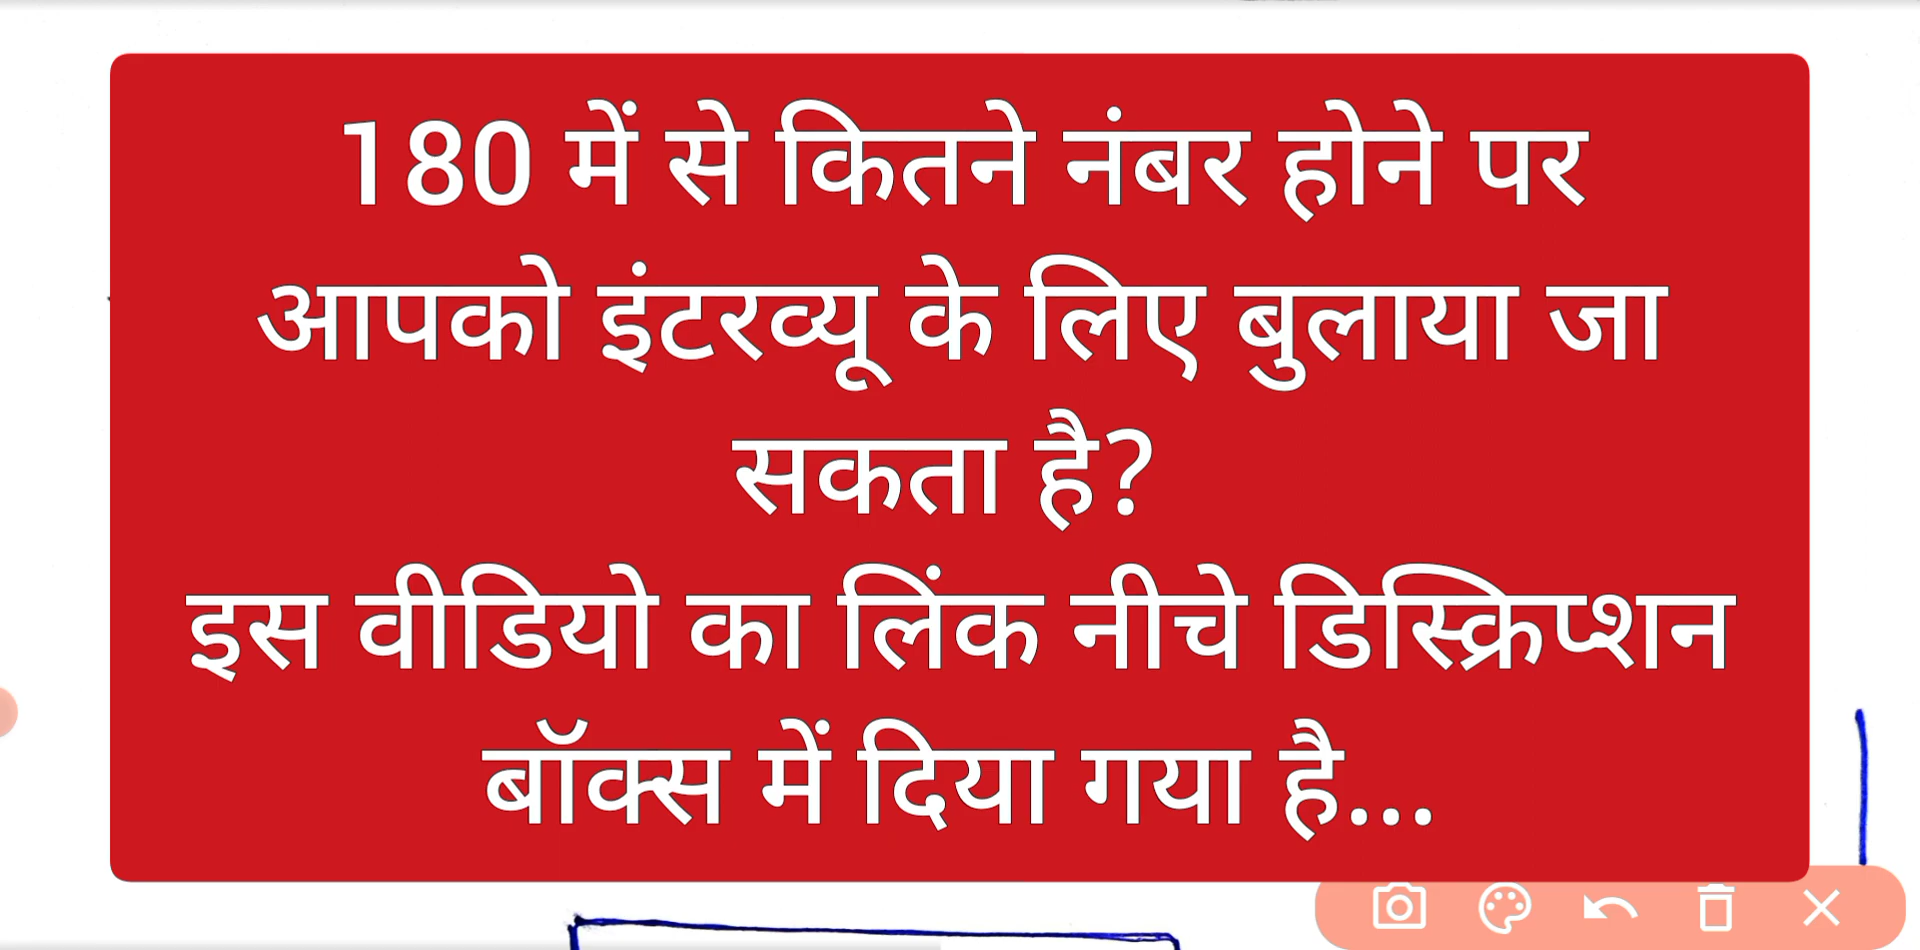 180 में से कितने नंबर होने पर
आपको इंटरव्यू के लिए बुलाया जा
सकता है?
इस वीडियो का लिंक नीचे डिस्क्रिप्शन
बॉक्स में दिया गया है...